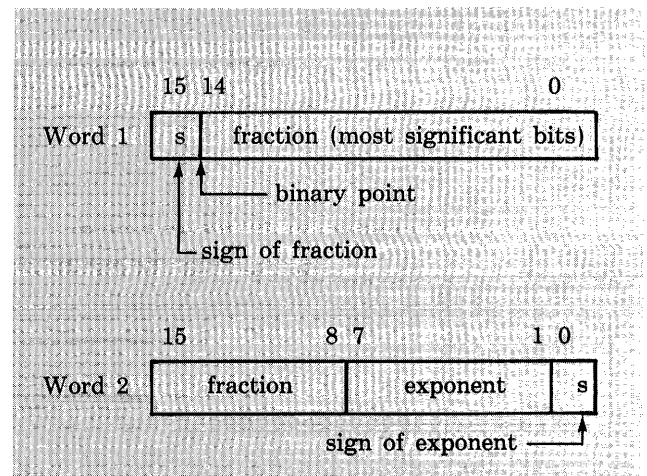 15 14 0
Word 1 s fraction (most significant bits)
binary point
sign of fraction
15 8 7 1 0
Word 2 fraction exponent s
sign of exponent